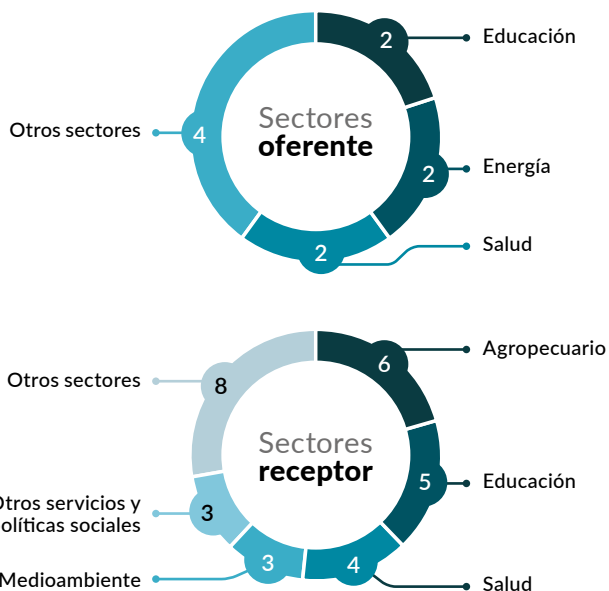 2
Educación
Otros sectores
4
Sectores
oferente
2
Energía
2
Salud
6
Agropecuario
Otros sectores
8
Sectores
receptor
5
Educación
Otros servicios y
políticas sociales
3
Medioambiente
3
4
Salud